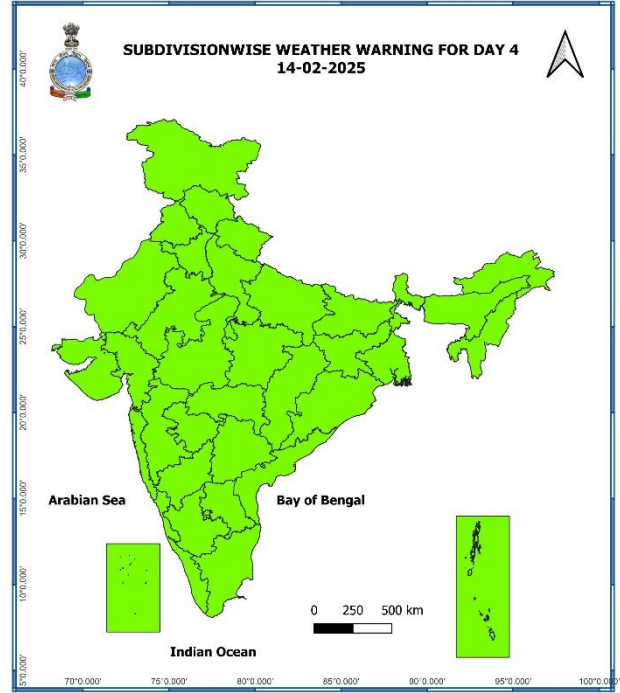 SUBDIVISIONWISE WEATHER WARNING FOR DAY 4
14-02-2025
40°0.000'
35°0.000'
30°0.000'
25°0.000'
20°0.000'
15°0.000'
10°0.000'
5°0.000'
Arabian Sea
Bay of Bengal
0 250 500 km
Indian Ocean
70°0.000' 75°0.000' 80°0.000' 85°0.000' 90°0.000' 95°0.000' 100°0.000'